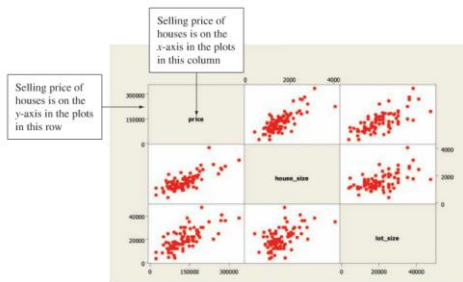 Selling price of
houses is on the
x-axis in the plots
in this column
Selling price of
houses is on the
y-axis in the plots
in this row
0 2000 4000
300000
150000
0
price
house_size
4000
2000
0
40000
20000
0
lot_size
0 150000 300000
0 20000 40000